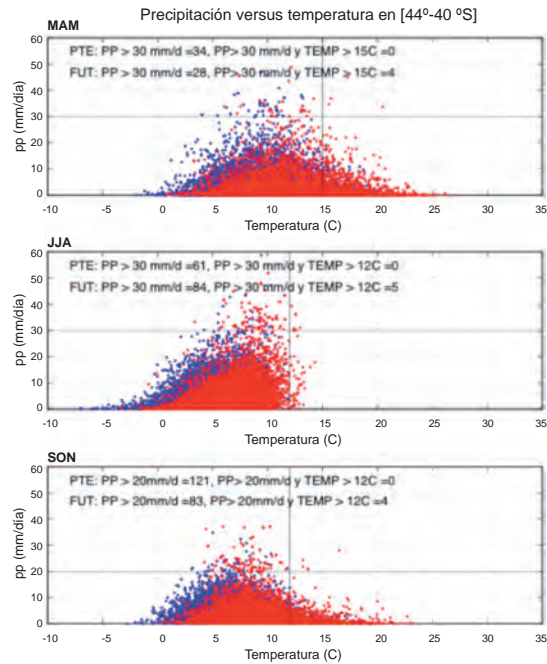 Precipitación versus temperatura en [44º-40 ºS]
MAM
60
50
40
30
20
10
0
pp (mm/día)
PTE: PP > 30 mm/d =34, PP> 30 mm/d y TEMP > 15C =0
FUT: PP > 30 mm/d =28, PP > 30 mm/d y TEMP > 15C =4
-10 -5 0 5 10 15 20 25 30 35
Temperatura (C)
JJA
60
50
40
30
20
10
0
pp (mm/día)
PTE: PP > 30 mm/d =61, PP > 30 mm/d y TEMP > 12C =0
FUT: PP > 30 mm/d =84, PP > 30 mm/d y TEMP > 12C =5
-10 -5 0 5 10 15 20 25 30 35
Temperatura (C)
SON
60
50
40
30
20
10
0
pp (mm/día)
PTE: PP > 20mm/d =121, PP> 20mm/d y TEMP > 12C =0
FUT: PP > 20mm/d =83, PP> 20mm/d y TEMP > 12C =4
-10 -5 0 5 10 15 20 25 30 35
Temperatura (C)